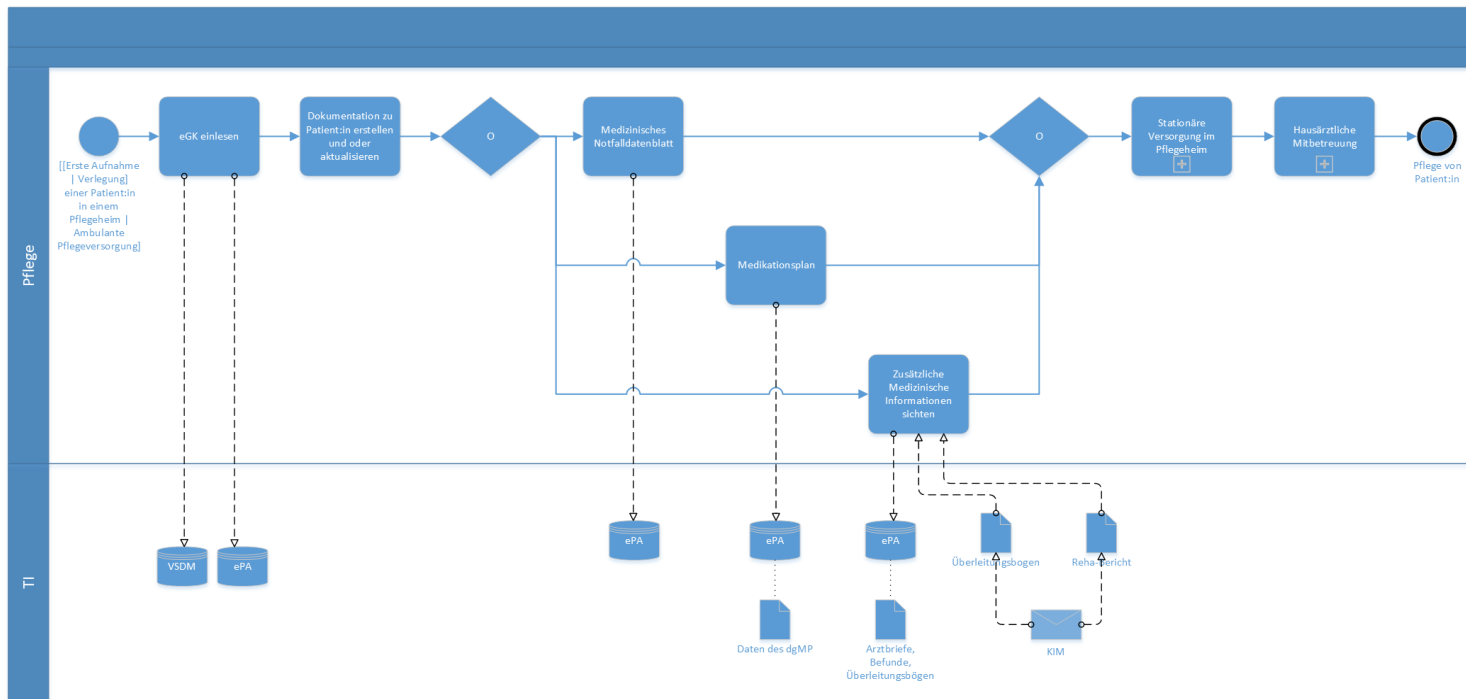 Pflege
eGK einlesen
Dokumentation zu
Patient:in erstellen
und oder
aktualisieren
O
Medizinisches
Notfalldatenblatt
O
Stationäre
Versorgung im
Pflegeheim
Hausärztliche
Mitbetreuung
[[Erste Aufnahme
| Verlegung]
einer Patient:in
in einem
Pflegeheim |
Ambulante
Pflegeversorgung]
Pflege von
Patient:in
Medikationsplan
Zusätzliche
Medizinische
Informationen
sichten
TI
VSDM
ePA
ePA
ePA
ePA
Überleitungsbogen
Reha-Bericht
Daten des dgMP
Arztbriefe,
Befunde,
Überleitungsbögen
KIM